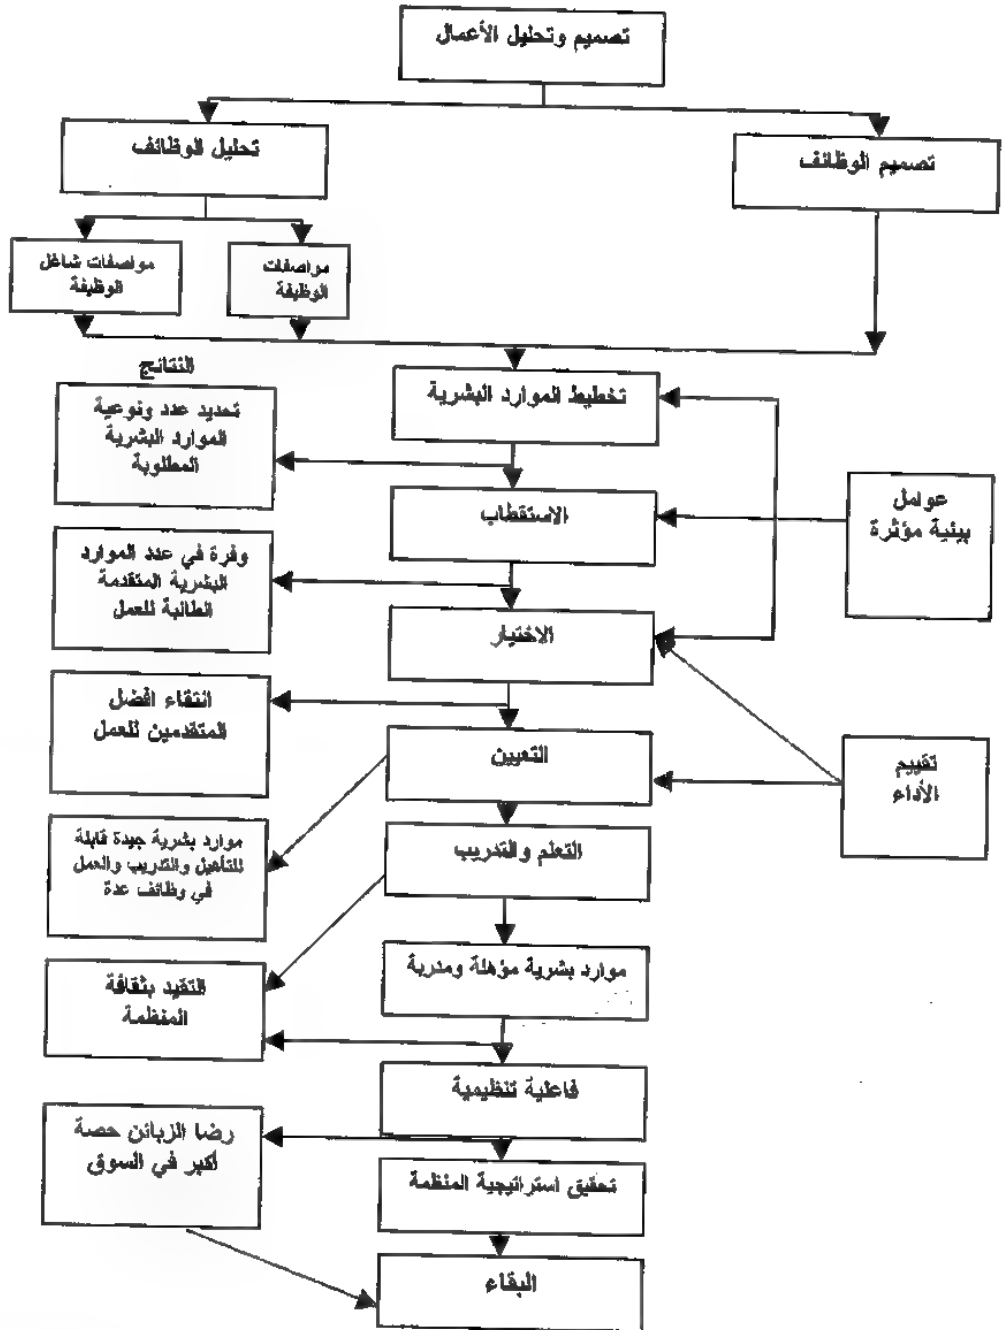 تصميم وتحليل الأعمال
تصميم الوظائف
تحليل الوظائف
مواصفات
الوظيفة
مواصفات شاغل
الوظيفة
النتائج
تخطيط الموارد البشرية
تحديد عدد ونوعية
الموارد البشرية
المطلوبة
عوامل
بيئية مؤثرة
الاستقطاب
وفرة في عدد الموارد
البشرية المتقدمة
الطالبة للعمل
الاختيار
انتقاء افضل
المتقدمين للعمل
تقييم
الأداء
التعيين
موارد بشرية جيدة قابلة
للتأهيل والتدريب والعمل
في وظائف عدة
التعلم والتدريب
موارد بشرية مؤهلة ومدربة
التقيد بثقافة
المنظمة
فاعلية تنظيمية
رضا الزبائن حصة
أكبر في السوق
تحقيق استراتيجية المنظمة
البقاء